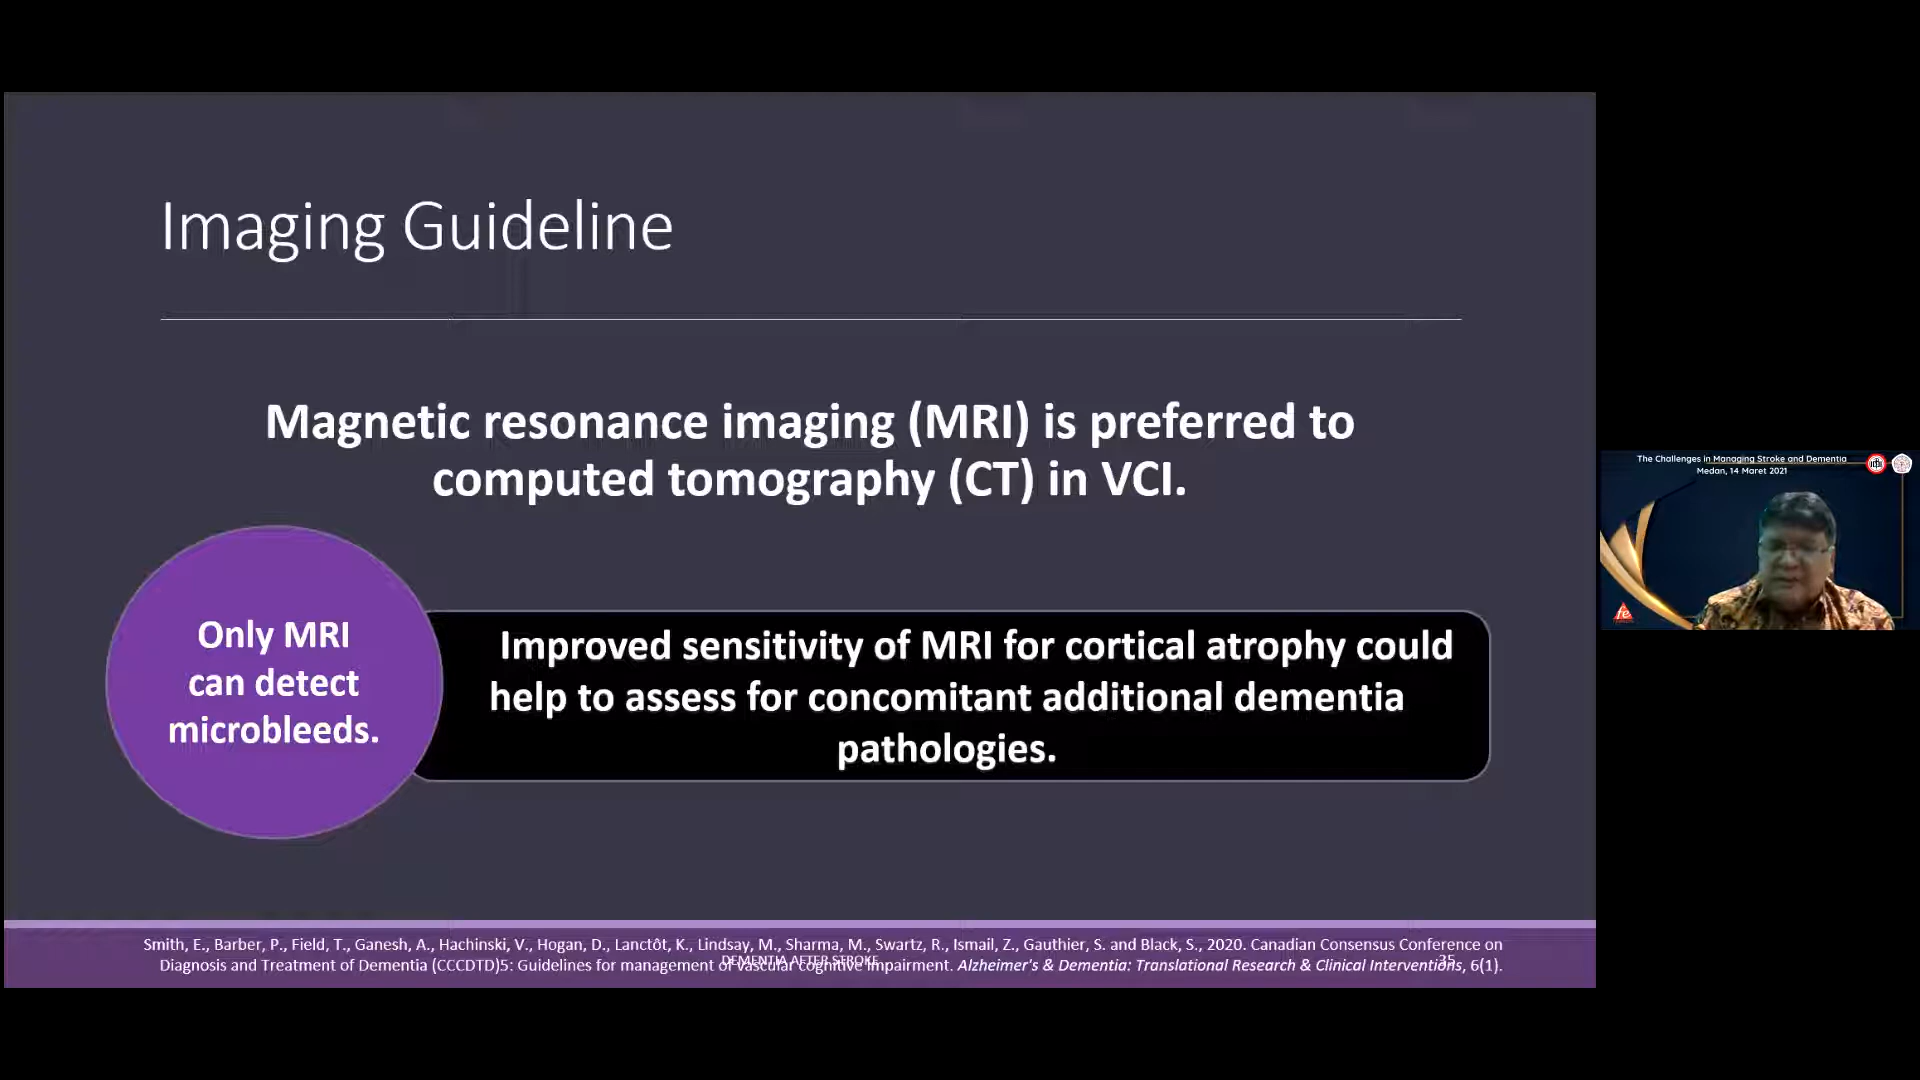 Imaging Guideline
Magnetic resonance imaging (MRI) is preferred to
computed tomography (CT) in VCI.
Only MRI
can detect
microbleeds.
Improved sensitivity of MRI for cortical atrophy could
help to assess for concomitant additional dementia
pathologies.
Smith, E., Barber, P., Field, T., Ganesh, A., Hachinski, V., Hogan, D., Lanctôt, K., Lindsay, M., Sharma, M., Swartz, R., Ismail, Z., Gauthier, S. and Black, S., 2020. Canadian Consensus Conference on
Diagnosis and Treatment of Dementia (CCCDTD)5: Guidelines for management of vascular cognitive impairment. Alzheimer's & Dementia: Translational Research & Clinical Interventions, 6(1).
DEMENTIA AFTER STROKE
35
The Challenges in Managing Stroke and Dementia
Medan, 14 Maret 2021